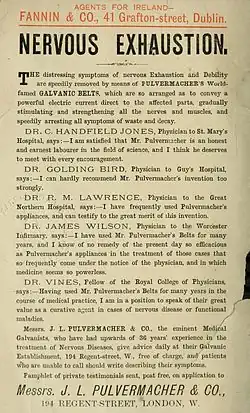 AGENTS FOR IRELAND—
FANNIN & CO., 41 Grafton-street, Dublin.
NERVOUS EXHAUSTION.
THE distressing symptoms of nervous Exhaustion and Debility
are speedily removed by means of PULVERMACHER'S World-
famed GALVANIC BELTS, which are so arranged as to convey a
powerful electric current direct to the affected parts, gradually
stimulating and strengthening all the nerves and muscles, and
speedily arresting all symptoms of waste and decay.
DR. C. HANDFIELD JONES, Physician to St. Mary's
Hospital, says:—I am satisfied that Mr. Pulvermacher is an honest
and earnest labourer in the field of science, and I think he deserves
to meet with every encouragement.
DR. GOLDING BIRD, Physician to Guy's Hospital,
says:—I can hardly recommend Mr. Pulvermacher's invention too
strongly.
DR R. M. LAWRENCE, Physician to the Great
Northern Hospital, says:—I have frequently used Pulvermacher's
appliances, and can testify to the great merit of this invention.
DR. JAMES WILSON, Physician to the Worcester
Infirmary, says:—I have used Mr. Pulvermacher's Belts for many
years, and I know of no remedy of the present day so efficacious
as Pulvermacher's appliances in the treatment of those cases that
so frequently come under the notice of the physician, and in which
medicine seems so powerless.
DR. VINES, Fellow of the Royal College of Physicians,
says:—Having used Mr. Pulvermacher's Belts for many years in the
course of medical practice, I am in a position to speak of their great
value as a curative agent in cases of nervous disease or functional
maladies.
Messrs. J. L. PULVERMACHER & CO., the eminent Medical
Galvanists, who have had upwards of 36 years' experience in the
treatment of Nervous Diseases, give advice daily at their Galvanic
Establishment, 194 Regent-street, W., free of charge, and patients
who are unable to call should write describing their symptoms.
Pamphlet of private testimonials sent, post free, on application to
Messrs. J. L. PULVERMACHER & CO.,
194 REGENT STREET, LONDON, W.